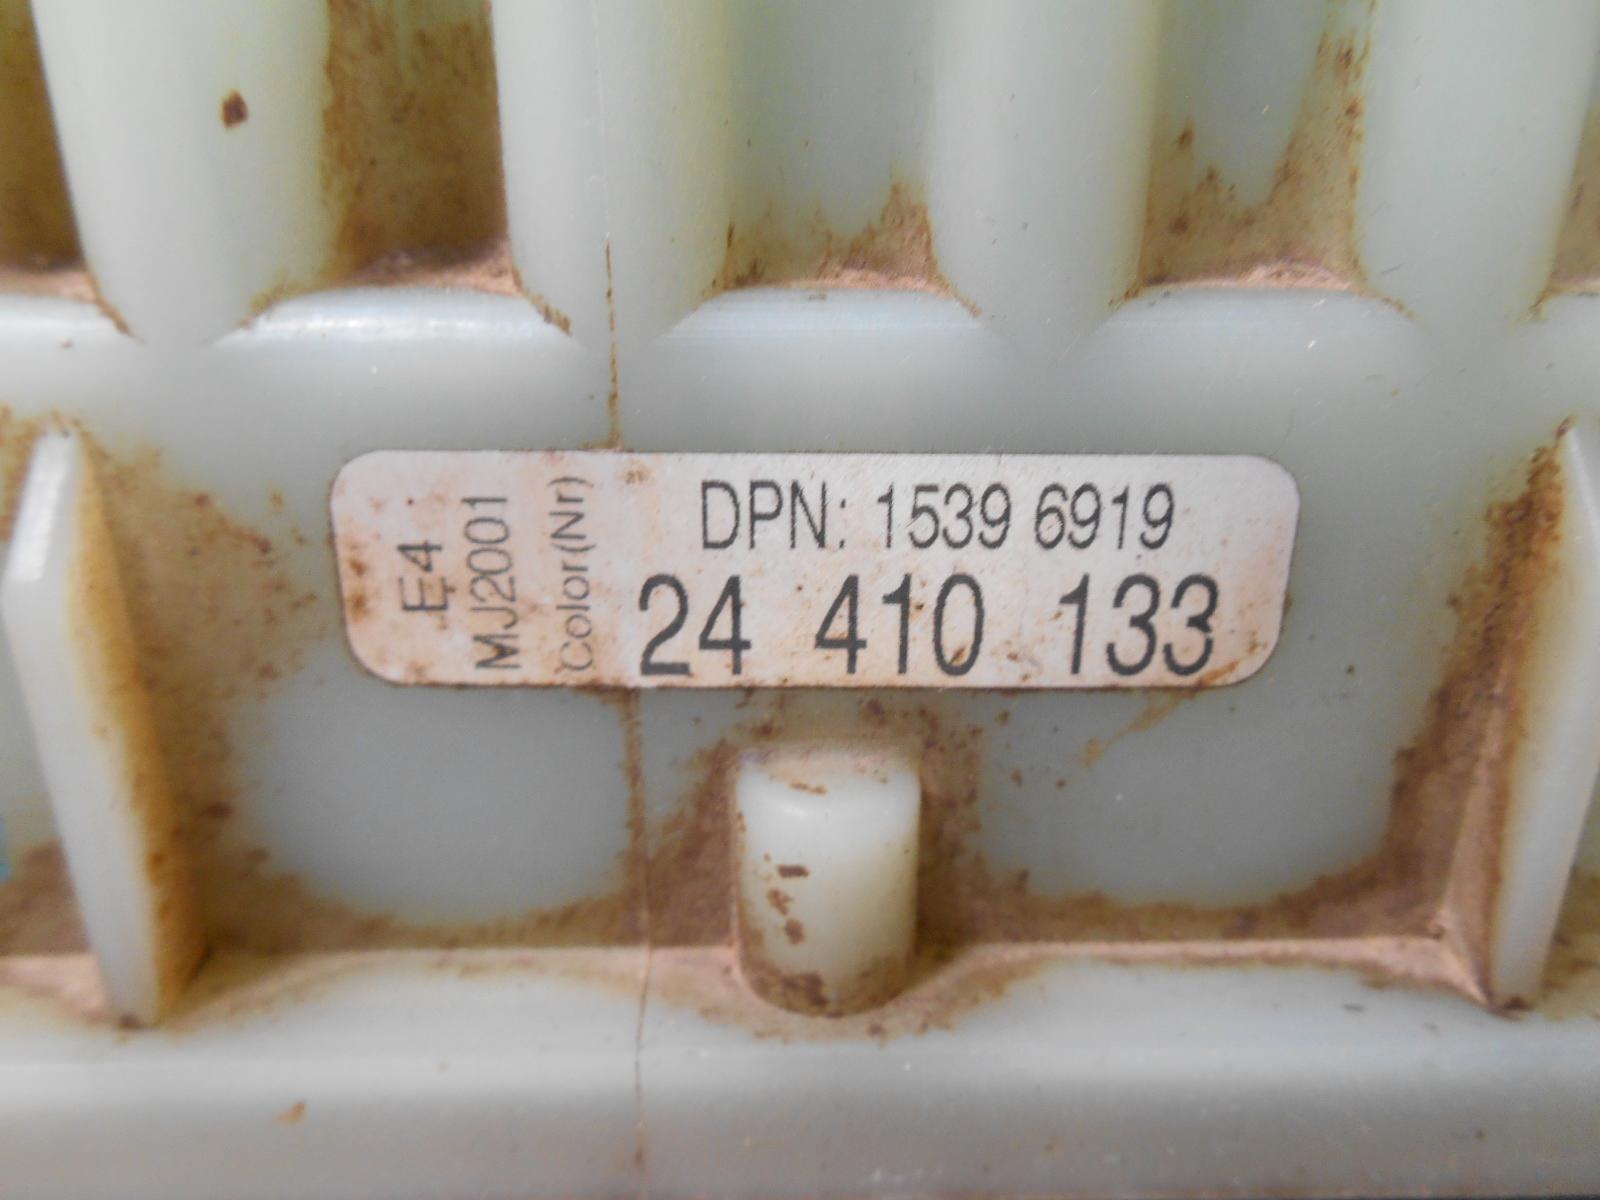 E4
MJ2001
Color(Nr)
DPN: 1539 6919
24 410 133